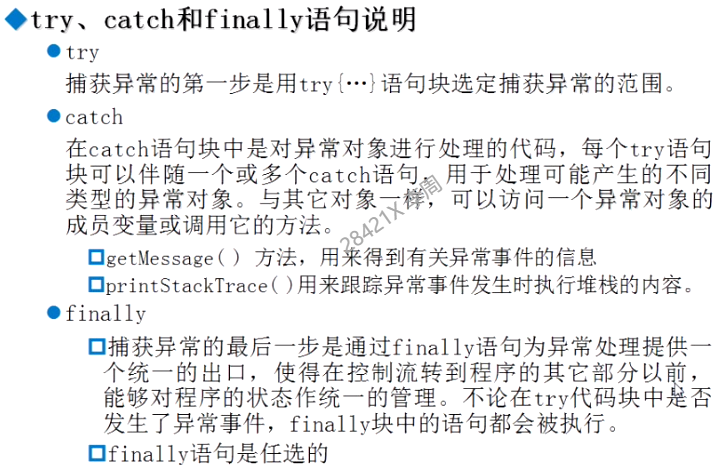 try、catch和finally语句说明
try
捕获异常的第一步是用try{…}语句块选定捕获异常的范围。
catch
在catch语句块中是对异常对象进行处理的代码，每个try语句
块可以伴随一个或多个catch语句，用于处理可能产生的不同
类型的异常对象。与其它对象一样，可以访问一个异常对象的
成员变量或调用它的方法。
getMessage( ) 方法，用来得到有关异常事件的信息
printStackTrace( )用来跟踪异常事件发生时执行堆栈的内容。
finally
捕获异常的最后一步是通过finally语句为异常处理提供一
个统一的出口，使得在控制流转到程序的其它部分以前，
能够对程序的状态作统一的管理。不论在try代码块中是否
发生了异常事件，finally块中的语句都会被执行。
finally语句是任选的
28421X